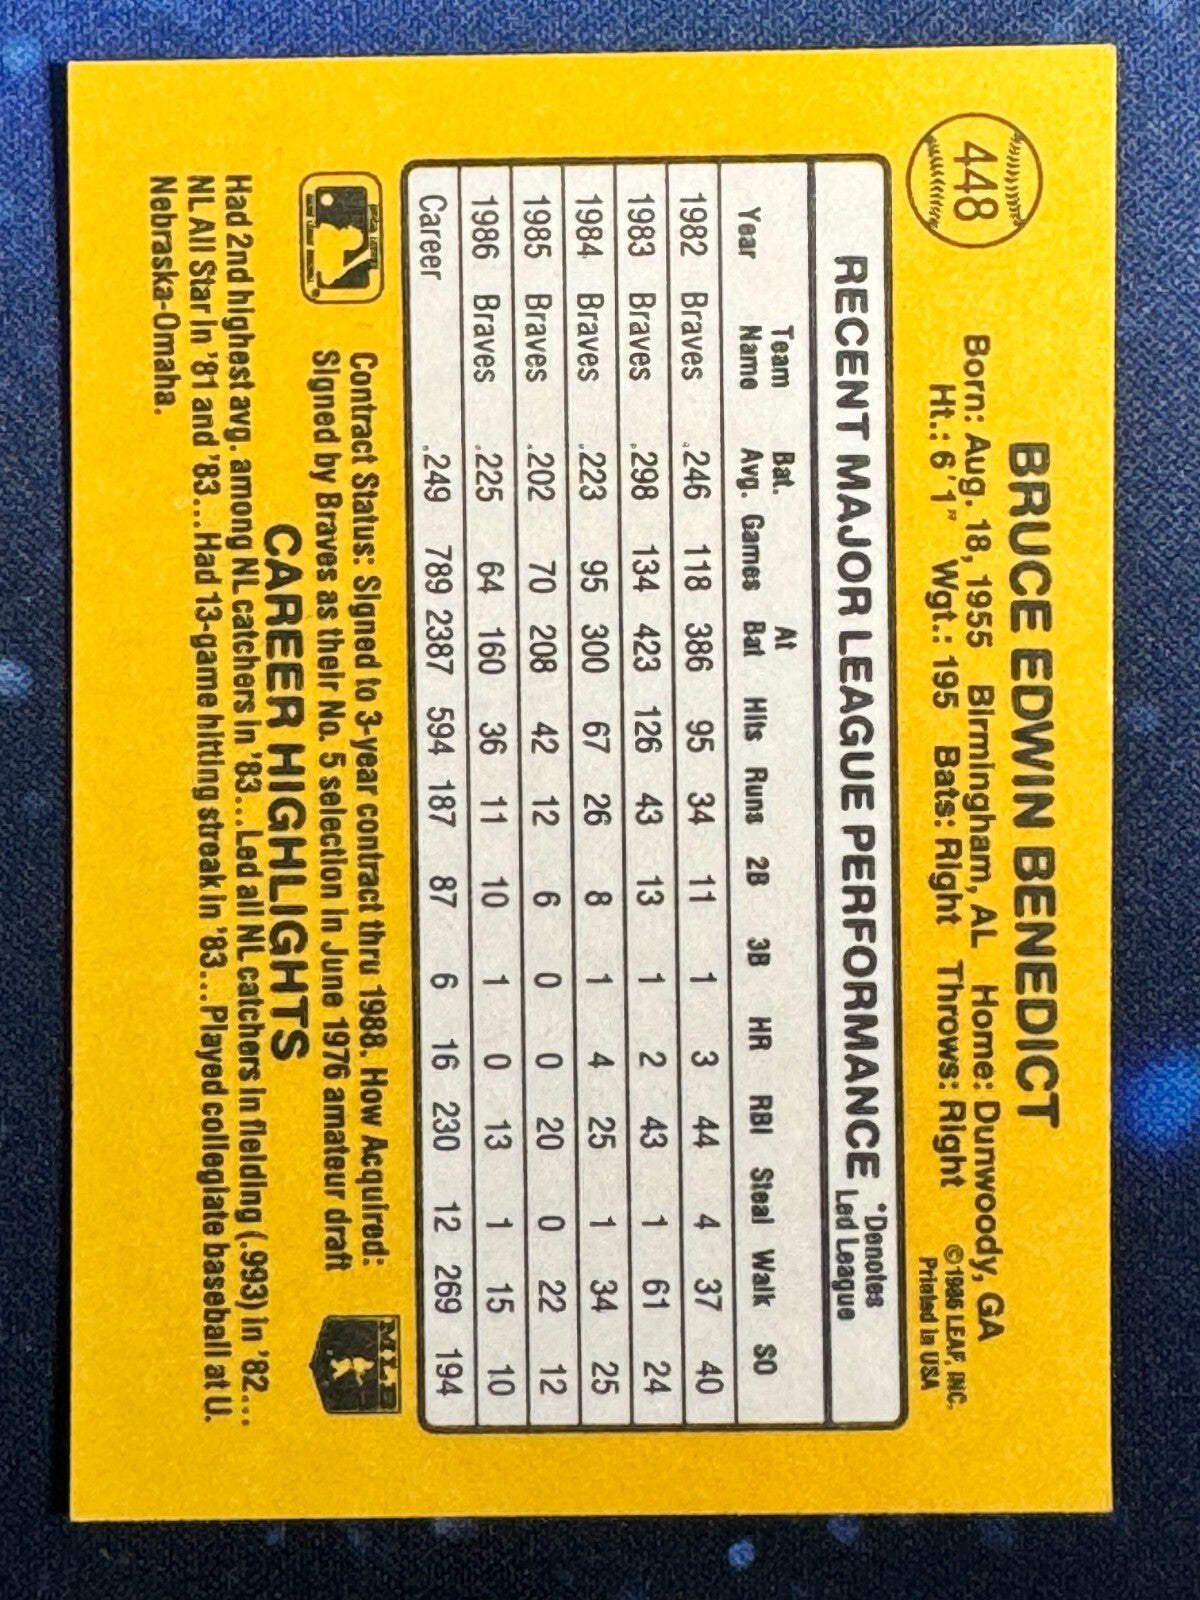 448
BRUCE EDWIN BENEDICT
Born: Aug. 18, 1955 Birmingham, AL Home: Dunwoody, GA
Ht.: 6'1" Wgt.: 195 Bats: Right Throws: Right
©1986 LEAF, INC.
Printed in USA
RECENT MAJOR LEAGUE PERFORMANCE
*Denotes
Led League
Year Team Name Bat. Avg. Games At Bat Hits Runs 2B 3B HR RBI Steal Walk SO
1982 Braves .246 118 386 95 34 11 1 3 44 4 37 40
1983 Braves .298 134 423 126 43 13 1 2 43 1 61 24
1984 Braves .223 95 300 67 26 8 1 4 25 1 34 25
1985 Braves .202 70 208 42 12 6 0 0 20 0 22 12
1986 Braves .225 64 160 36 11 10 1 0 13 1 15 10
Career .249 789 2387 594 187 87 6 16 230 12 269 194
Contract Status: Signed to 3-year contract thru 1988. How Acquired:
Signed by Braves as their No. 5 selection in June 1976 amateur draft
MLB
CAREER HIGHLIGHTS
Had 2nd highest avg. among NL catchers in '83...Led all NL catchers in fielding (.993) in '82...
NL All Star in '81 and '83...Had 13-game hitting streak in '83...Played collegiate baseball at U.
Nebraska-Omaha.